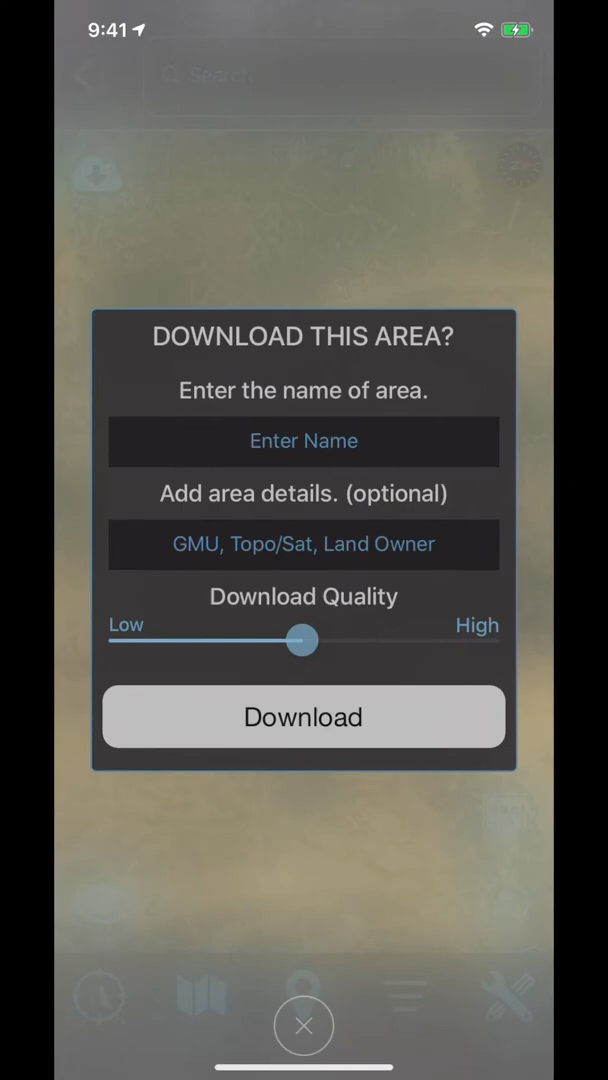 9:41
Search
DOWNLOAD THIS AREA?
Enter the name of area.
Enter Name
Add area details. (optional)
GMU, Topo/Sat, Land Owner
Download Quality
Low High
Download